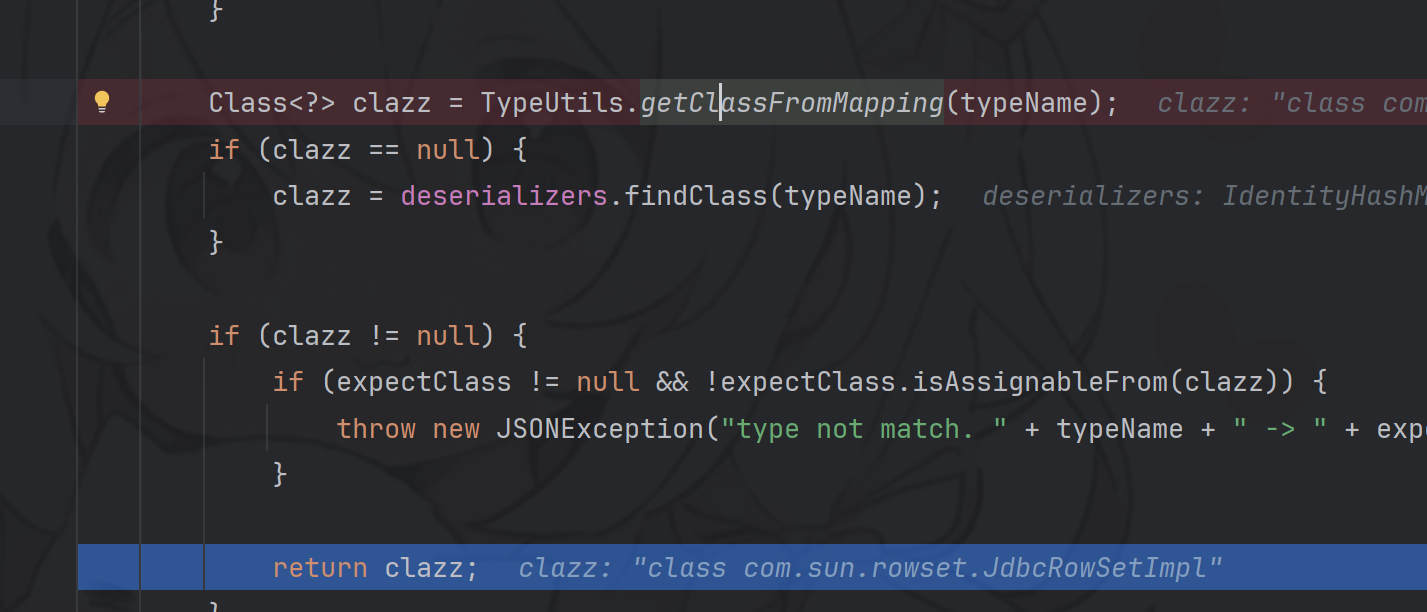 }
Class<?> clazz = TypeUtils.getClassFromMapping(typeName);   clazz: "class com
if (clazz == null) {
clazz = deserializers.findClass(typeName);   deserializers: IdentityHashM
}
if (clazz != null) {
if (expectClass != null && !expectClass.isAssignableFrom(clazz)) {
throw new JSONException("type not match. " + typeName + " -> " + exp
}
return clazz;   clazz: "class com.sun.rowset.JdbcRowSetImpl"
}